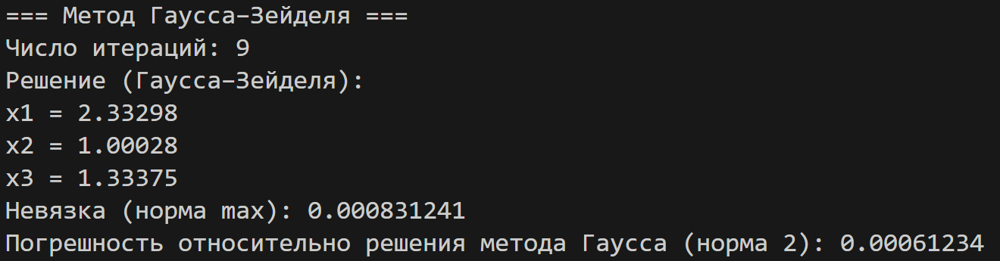 === Метод Гаусса-Зейделя ===
Число итераций: 9
Решение (Гаусса-Зейделя):
x1 = 2.33298
x2 = 1.00028
x3 = 1.33375
Невязка (норма max): 0.000831241
Погрешность относительно решения метода Гаусса (норма 2): 0.00061234